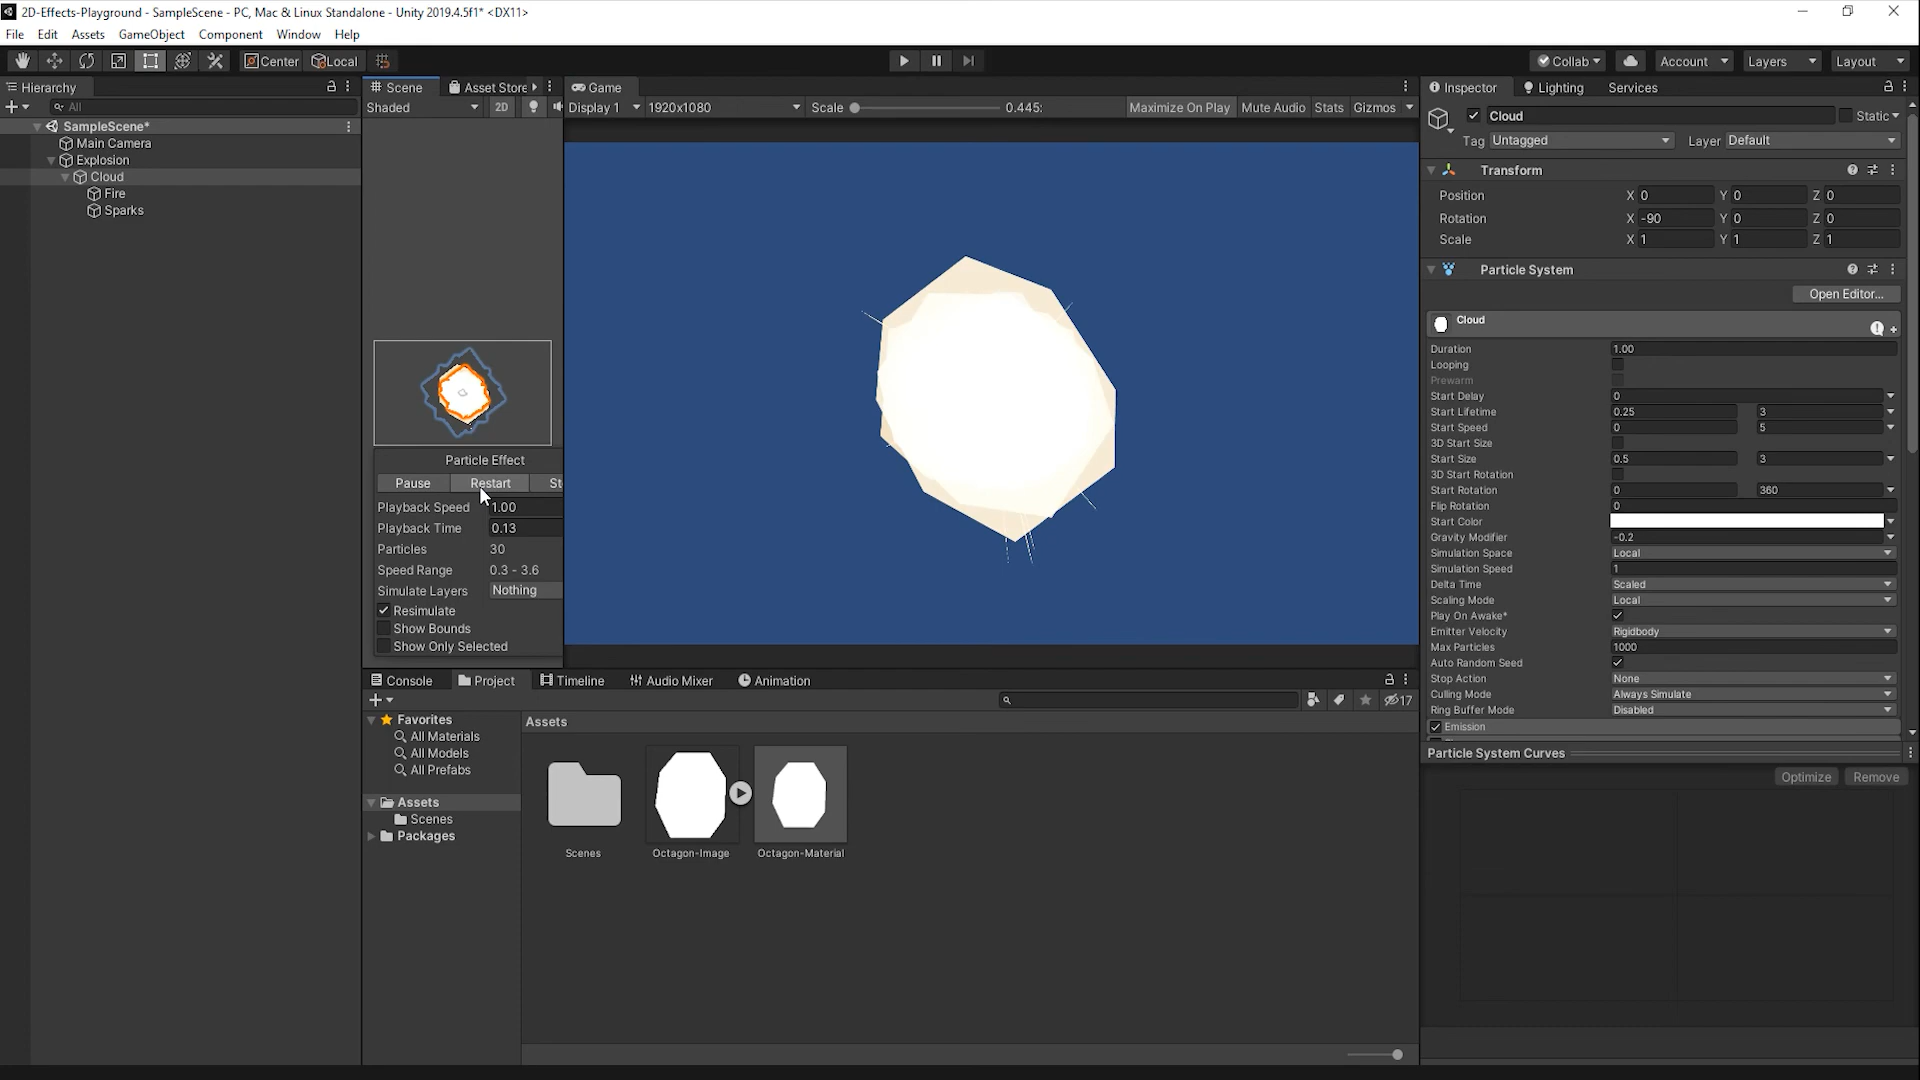 2D-Effects-Playground - SampleScene - PC, Mac & Linux Standalone - Unity 2019.4.5f1* <DX11>
File Edit Assets GameObject Component Window Help
Center Local Collab Account Layers Layout
Hierarchy
All
SampleScene*
Main Camera
Explosion
Cloud
Fire
Sparks
Scene Asset Store
Shaded 2D
Particle Effect
Pause Restart
Playback Speed 1.00
Playback Time 0.13
Particles 30
Speed Range 0.3 - 3.6
Simulate Layers Nothing
Resimulate
Show Bounds
Show Only Selected
Game
Display 1 1920x1080 Scale 0.445: Maximize On Play Mute Audio Stats Gizmos
Console Project Timeline Audio Mixer Animation
17
Favorites
All Materials
All Models
All Prefabs
Assets
Scenes
Packages
Assets
Scenes Octagon-Image Octagon-Material
Inspector Lighting Services
Cloud Static
Tag Untagged Layer Default
Transform
Position X 0 Y 0 Z 0
Rotation X -90 Y 0 Z 0
Scale X 1 Y 1 Z 1
Particle System
Open Editor...
Cloud
Duration 1.00
Looping
Prewarm
Start Delay 0
Start Lifetime 0.25 3
Start Speed 0 5
3D Start Size
Start Size 0.5 3
3D Start Rotation
Start Rotation 0 360
Flip Rotation 0
Start Color
Gravity Modifier -0.2
Simulation Space Local
Simulation Speed 1
Delta Time Scaled
Scaling Mode Local
Play On Awake*
Emitter Velocity Rigidbody
Max Particles 1000
Auto Random Seed
Stop Action None
Culling Mode Always Simulate
Ring Buffer Mode Disabled
Emission
Particle System Curves
Optimize Remove